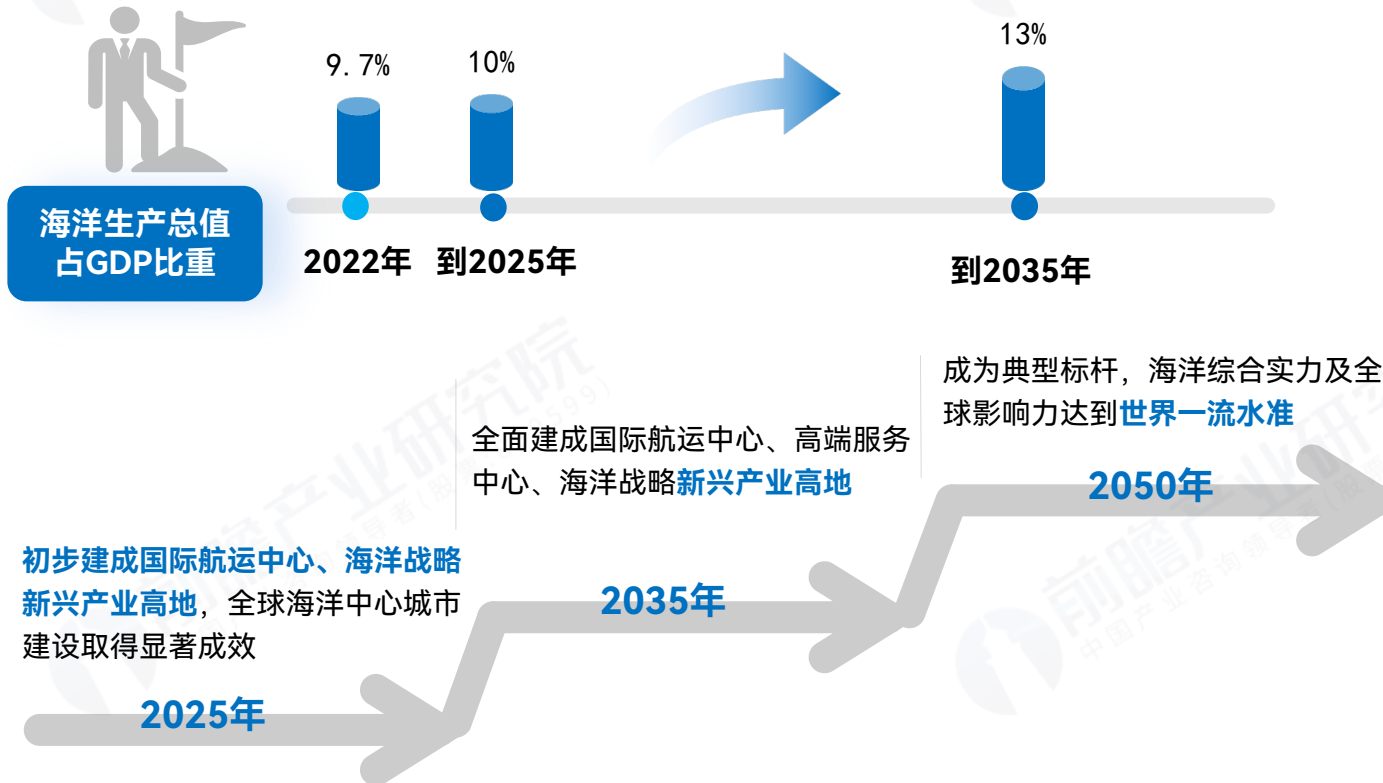 9.7%
10%
13%
海洋生产总值
占GDP比重
2022年
到2025年
到2035年
成为典型标杆，海洋综合实力及全
球影响力达到世界一流水准
全面建成国际航运中心、高端服务
中心、海洋战略新兴产业高地
2050年
初步建成国际航运中心、海洋战略
新兴产业高地，全球海洋中心城市
建设取得显著成效
2035年
2025年
前瞻产业研究院